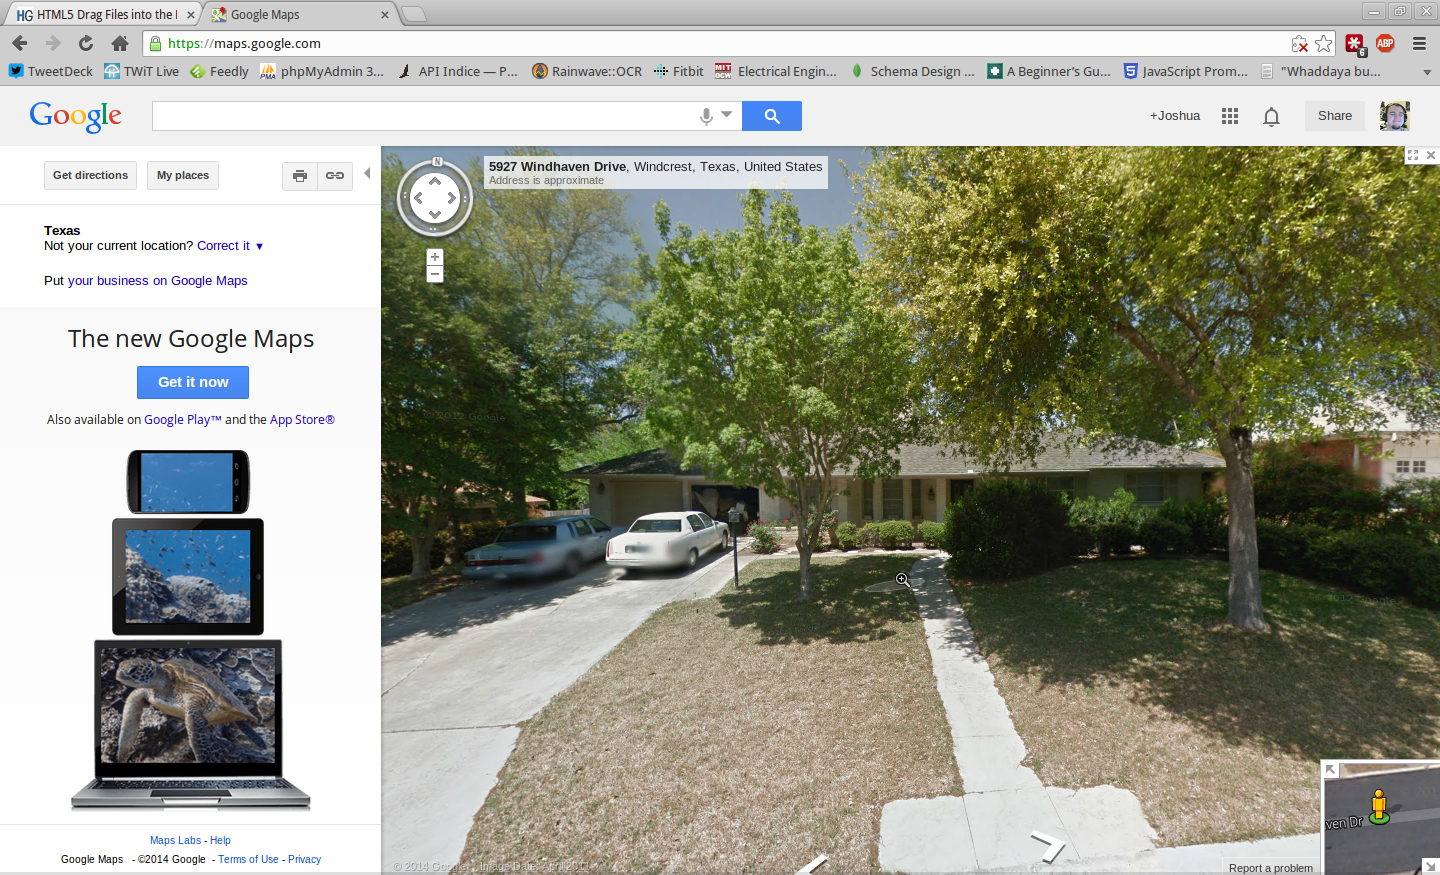 HTML5 Drag Files into the
Google Maps
https://maps.google.com
6
ABP
TweetDeck
TWiT Live
Feedly
phpMyAdmin 3...
API Indice — P...
Rainwave::OCR
Fitbit
Electrical Engin...
Schema Design ...
A Beginner's Gu...
JavaScript Prom...
"Whaddaya bu...
Google
+Joshua
Share
Get directions
My places
N
5927 Windhaven Drive, Windcrest, Texas, United States
Address is approximate
Texas
Not your current location? Correct it ▼
Put your business on Google Maps
The new Google Maps
Get it now
Also available on Google Play™ and the App Store®
Maps Labs - Help
Google Maps - ©2014 Google - Terms of Use - Privacy
© 2014 Google
Image Date: April 2011
Report a problem
ven Dr